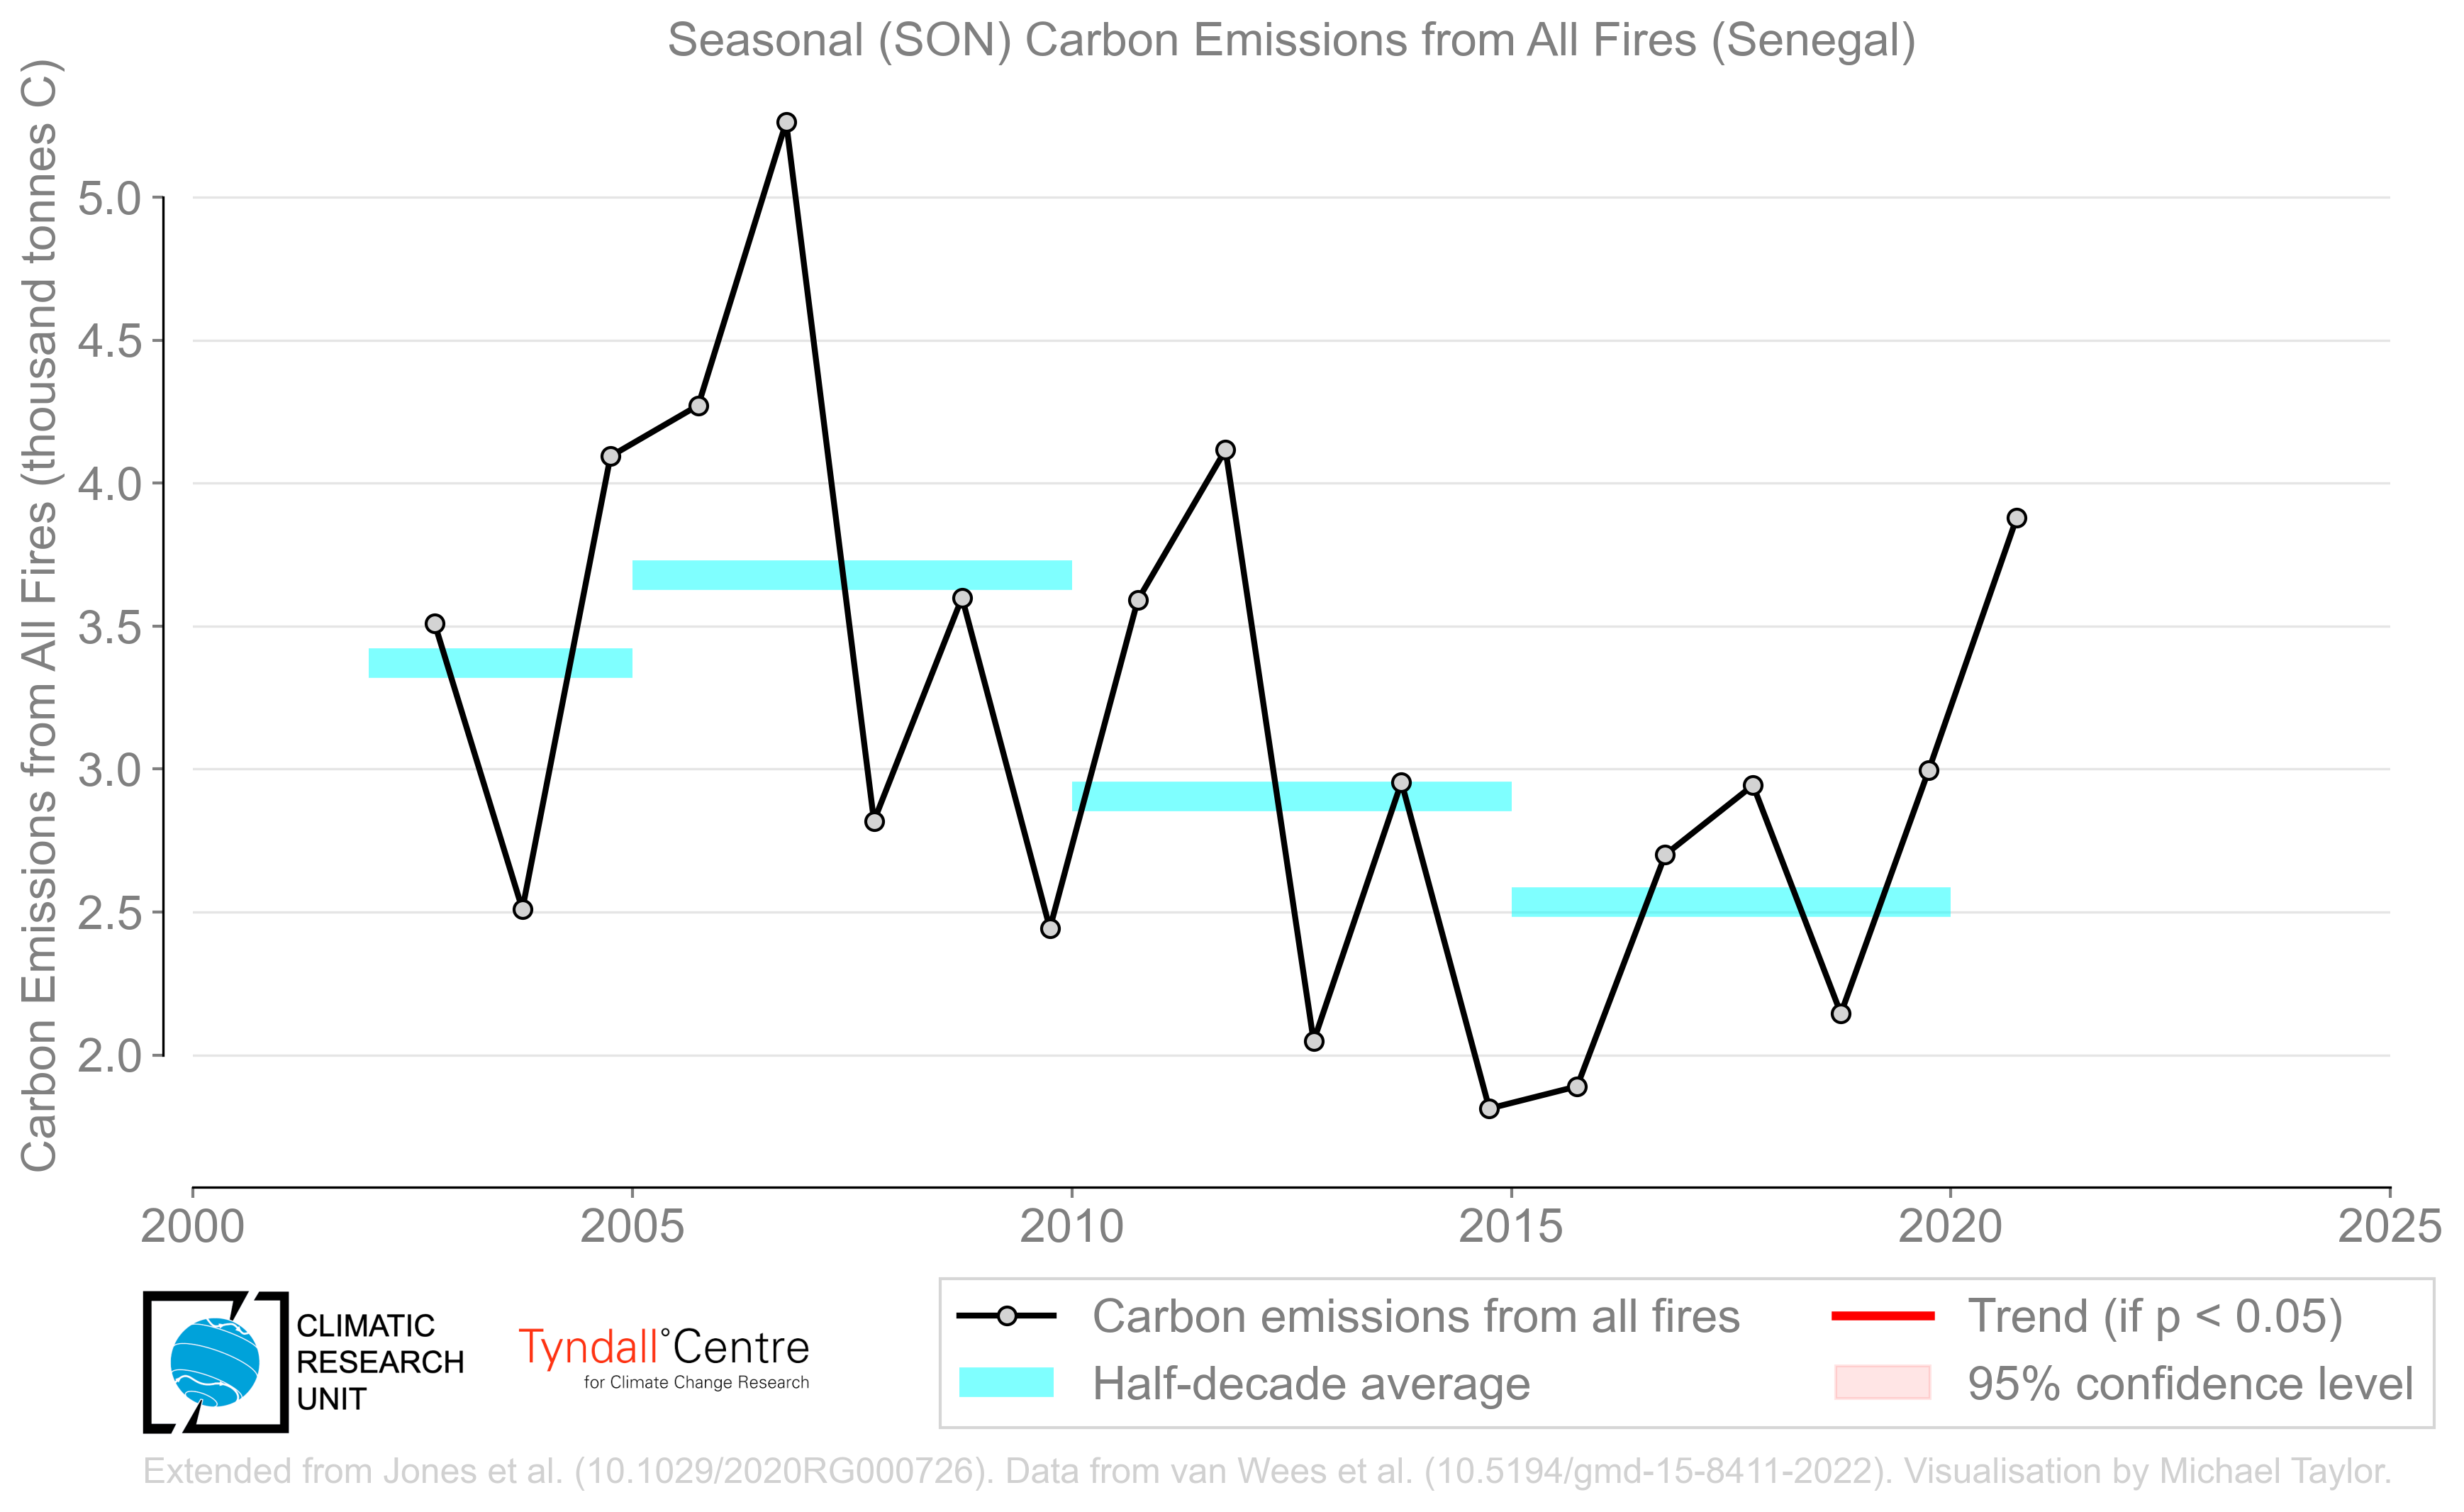 Seasonal (SON) Carbon Emissions from All Fires (Senegal)
Carbon Emissions from All Fires (thousand tonnes C)
5.0
4.5
4.0
3.5
3.0
2.5
2.0
2000 2005 2010 2015 2020 2025
CLIMATIC
RESEARCH
UNIT
Tyndall°Centre
for Climate Change Research
Carbon emissions from all fires
Half-decade average
Trend (if p < 0.05)
95% confidence level
Extended from Jones et al. (10.1029/2020RG000726). Data from van Wees et al. (10.5194/gmd-15-8411-2022). Visualisation by Michael Taylor.